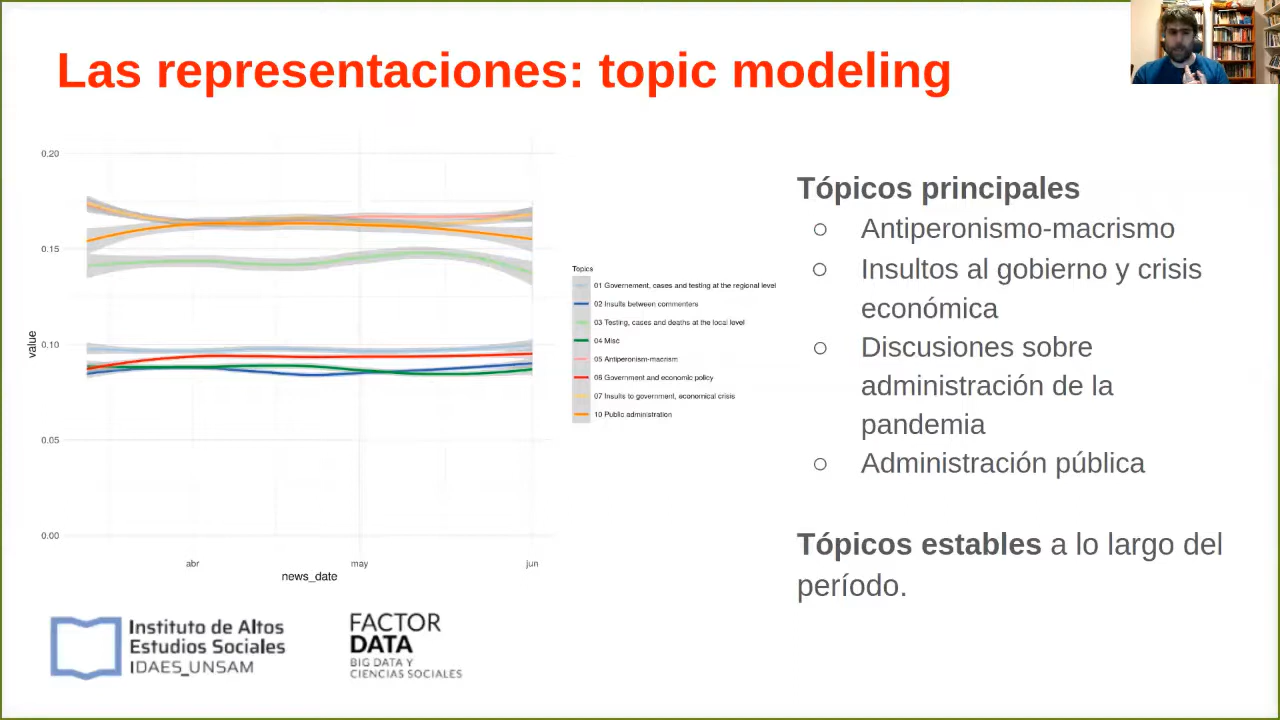 Las representaciones: topic modeling
0.20
0.15
0.10
0.05
0.00
value
abr
may
jun
news_date
Topics
01 Governement, cases and testing at the regional level
02 Insults between commenters
03 Testing, cases and deaths at the local level
04 Misc
05 Antiperonism-macrism
06 Government and economic policy
07 Insults to government, economical crisis
10 Public administration
Tópicos principales
Antiperonismo-macrismo
Insultos al gobierno y crisis
económica
Discusiones sobre
administración de la
pandemia
Administración pública
Tópicos estables a lo largo del
período.
Instituto de Altos
Estudios Sociales
IDAES_UNSAM
FACTOR
DATA
BIG DATA Y
CIENCIAS SOCIALES